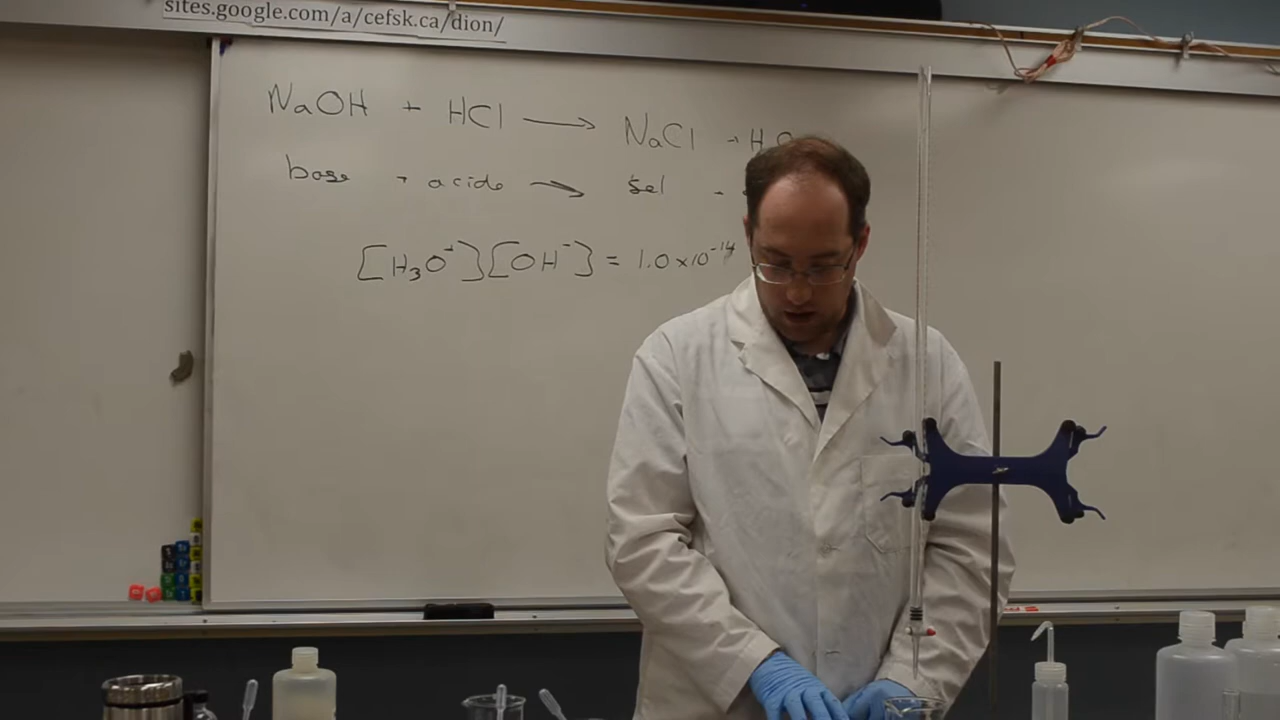 sites.google.com/a/cefsk.ca/dion/
NaOH + HCl → NaCl + H
base + acide → sel +
[H₃O⁺][OH⁻] = 1.0 x 10⁻¹⁴